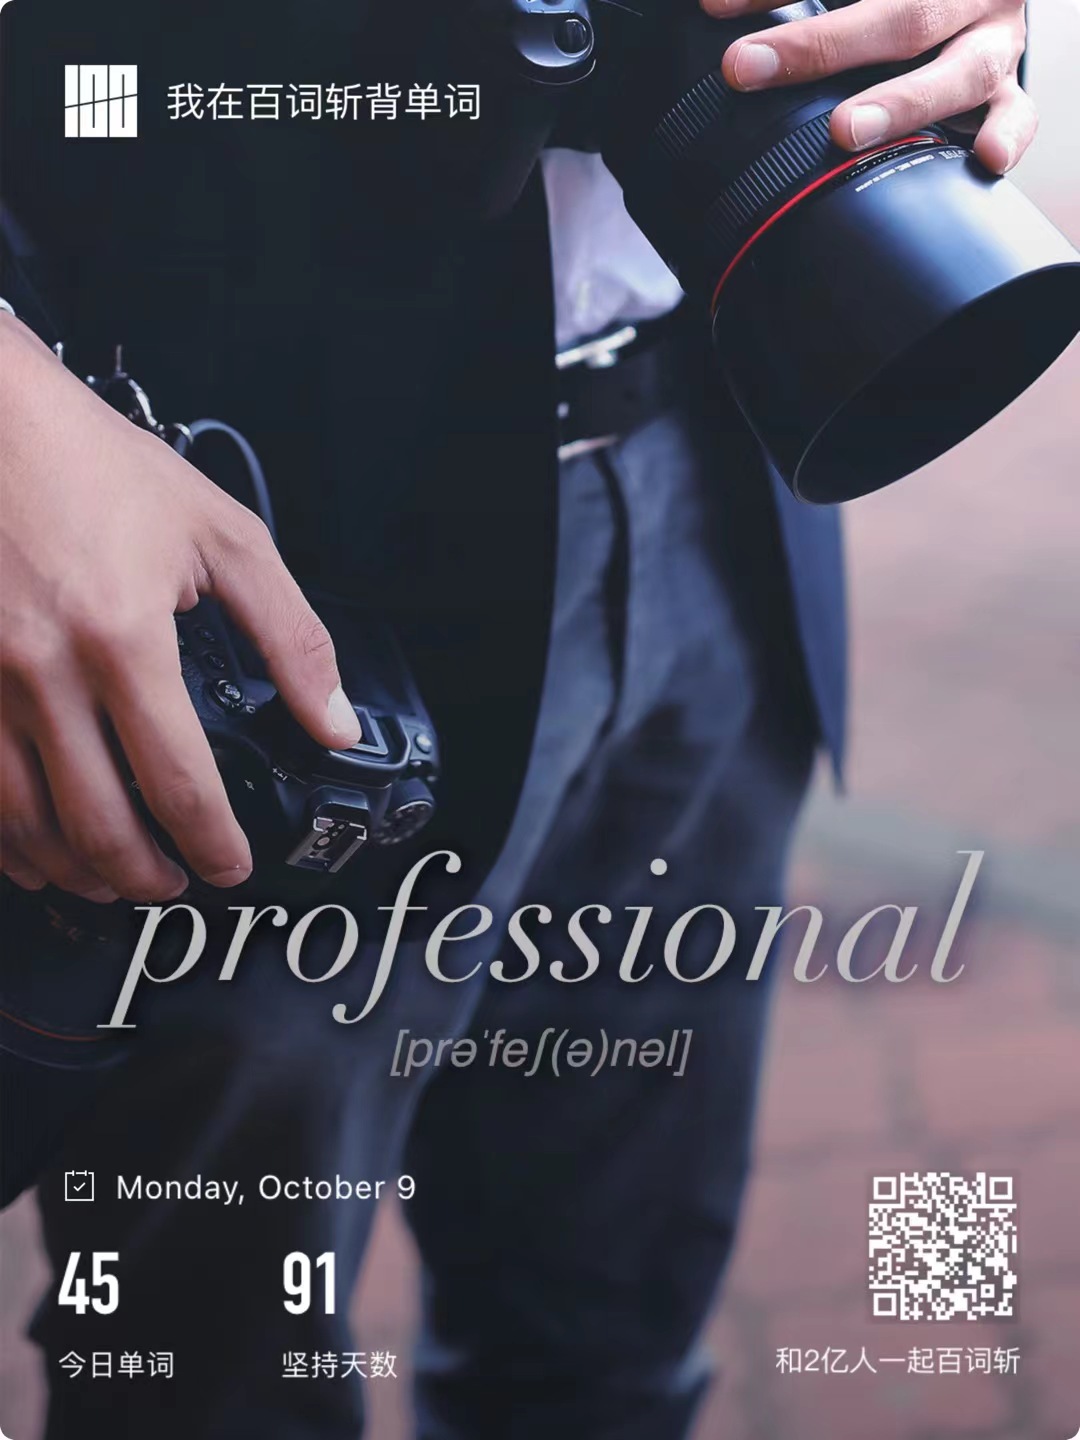 100
我在百词斩背单词
professional
[prəˈfeʃ(ə)nəl]
Monday, October 9
45
91
今日单词
坚持天数
和2亿人一起百词斩